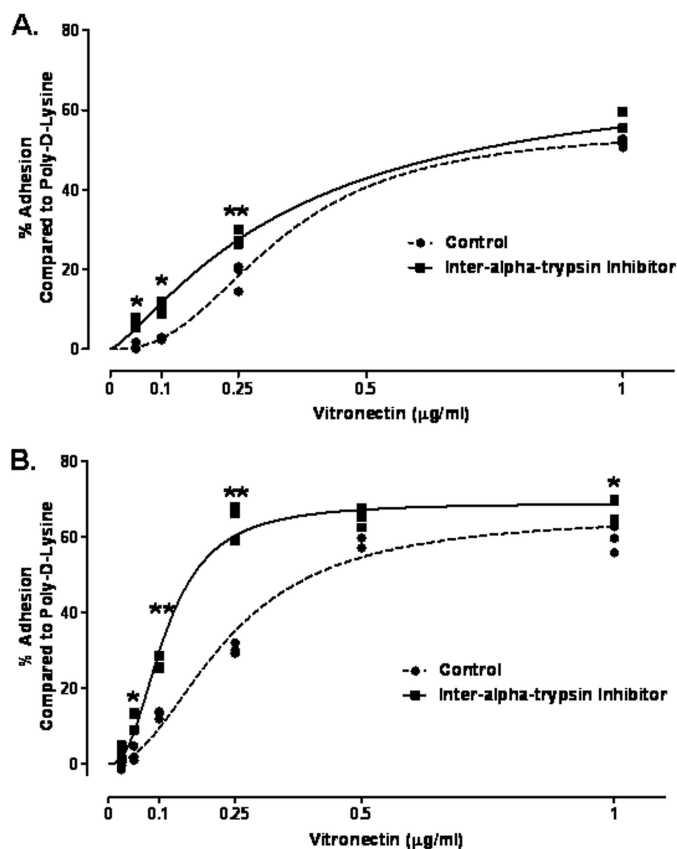 A.
% Adhesion
Compared to Poly-D-Lysine
80
60
40
20
0
*
*
**
Control
Inter-alpha-trypsin Inhibitor
0
0.1
0.25
0.5
1
Vitronectin (μg/ml)
B.
% Adhesion
Compared to Poly-D-Lysine
80
60
40
20
0
*
**
**
*
Control
Inter-alpha-trypsin Inhibitor
0
0.1
0.25
0.5
1
Vitronectin (μg/ml)